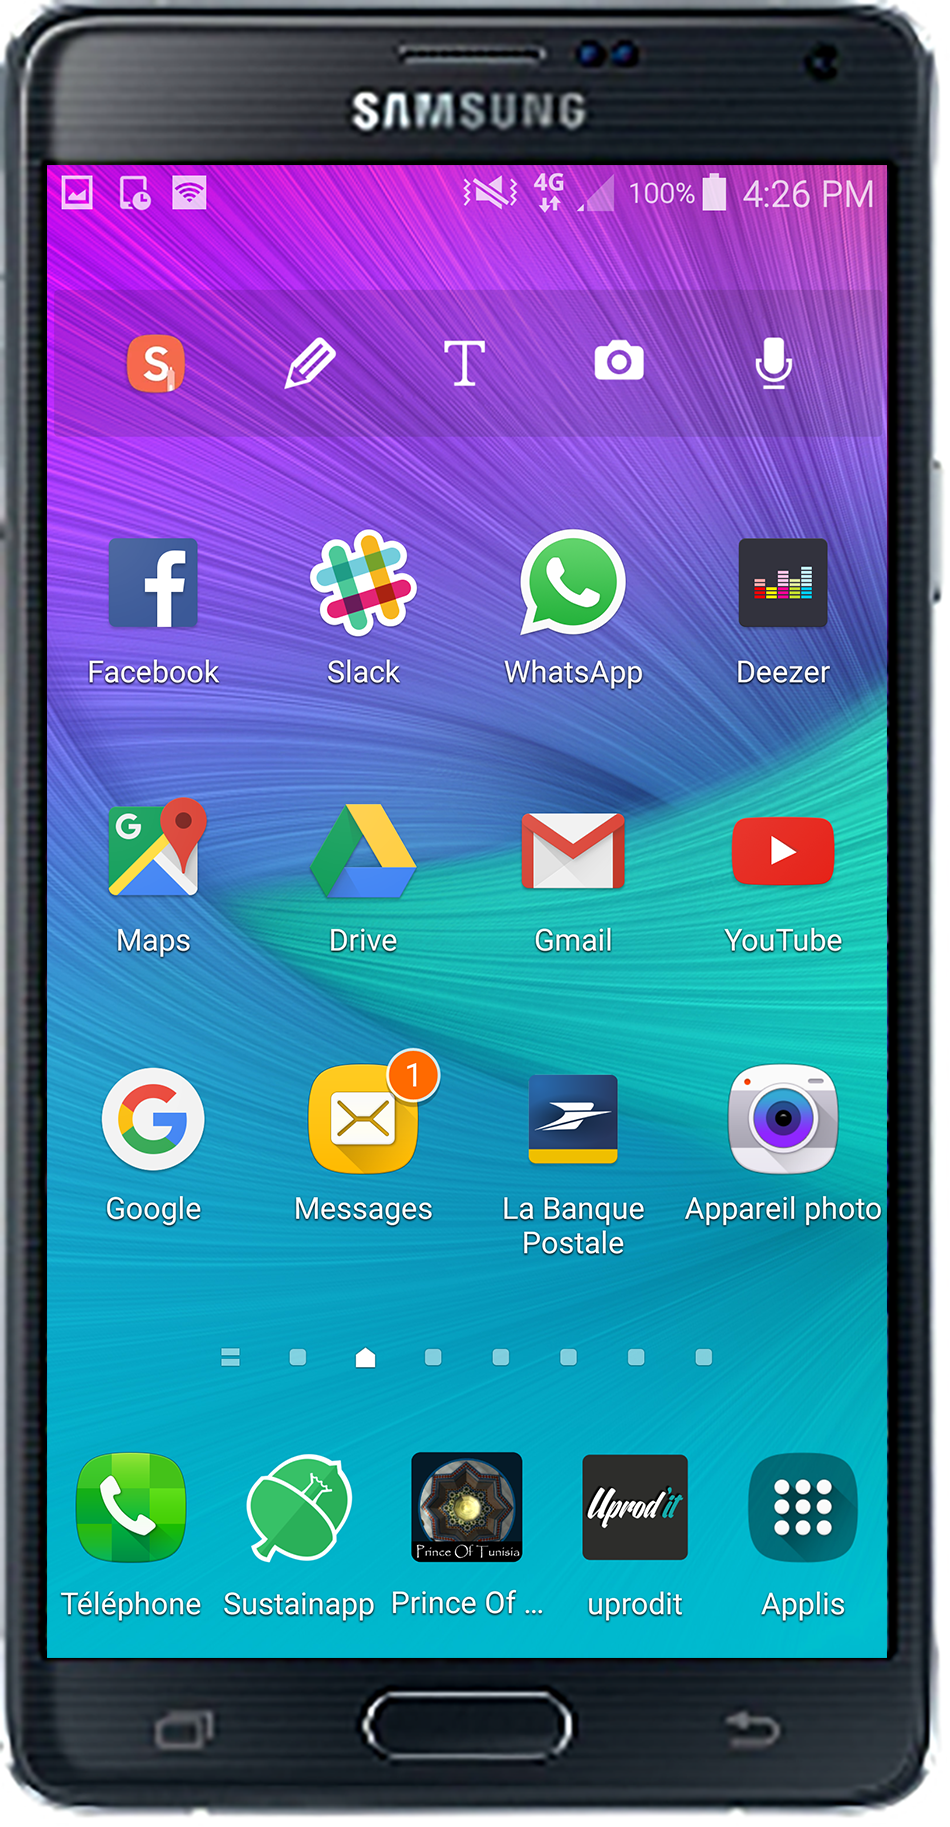 SAMSUNG
4G 100% 4:26 PM
S T
Facebook Slack WhatsApp Deezer
G
Maps Drive Gmail YouTube
1
Google Messages La Banque Postale Appareil photo
Prince Of Tunisia Uprod'it
Téléphone Sustainapp Prince Of ... uprodit Applis